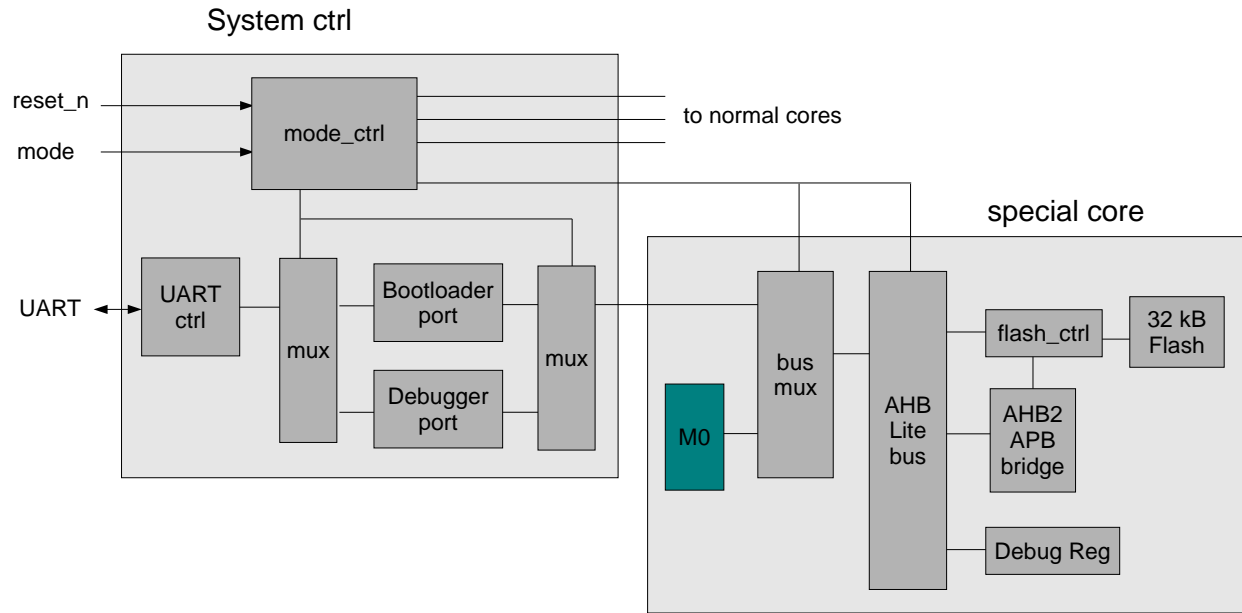 System ctrl
reset_n
mode
mode_ctrl
to normal cores
special core
UART
UART
ctrl
mux
Bootloader
port
Debugger
port
mux
M0
bus
mux
AHB
Lite
bus
flash_ctrl
32 kB
Flash
AHB2
APB
bridge
Debug Reg